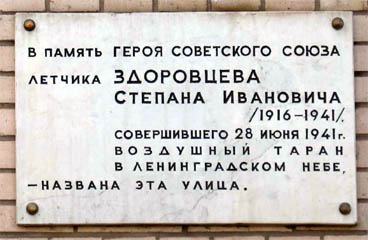 В ПАМЯТЬ ГЕРОЯ СОВЕТСКОГО СОЮЗА
ЛЕТЧИКА ЗДОРОВЦЕВА
СТЕПАНА ИВАНОВИЧА
/1916–1941/,
СОВЕРШИВШЕГО 28 ИЮНЯ 1941 г.
ВОЗДУШНЫЙ ТАРАН
В ЛЕНИНГРАДСКОМ НЕБЕ,
—НАЗВАНА ЭТА УЛИЦА.